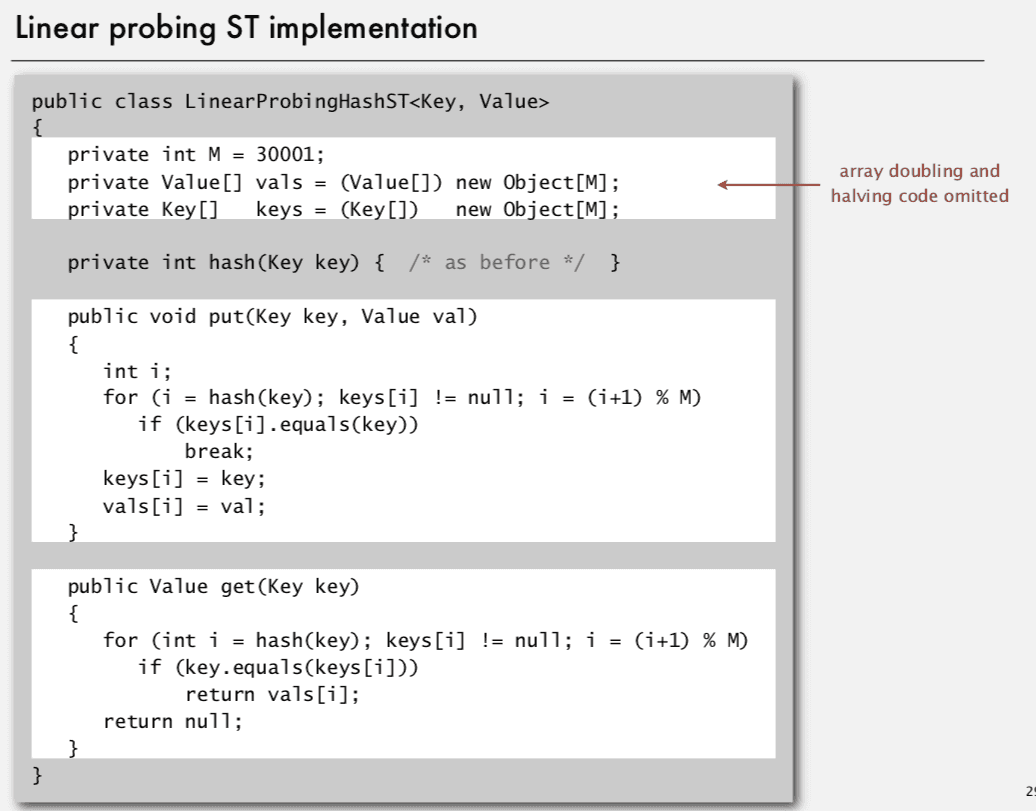 Linear probing ST implementation
public class LinearProbingHashST<Key, Value>
{
private int M = 30001;
private Value[] vals = (Value[]) new Object[M];
private Key[]   keys = (Key[])   new Object[M];
array doubling and
halving code omitted
private int hash(Key key) {  /* as before */  }
public void put(Key key, Value val)
{
int i;
for (i = hash(key); keys[i] != null; i = (i+1) % M)
if (keys[i].equals(key))
break;
keys[i] = key;
vals[i] = val;
}
public Value get(Key key)
{
for (int i = hash(key); keys[i] != null; i = (i+1) % M)
if (key.equals(keys[i]))
return vals[i];
return null;
}
}